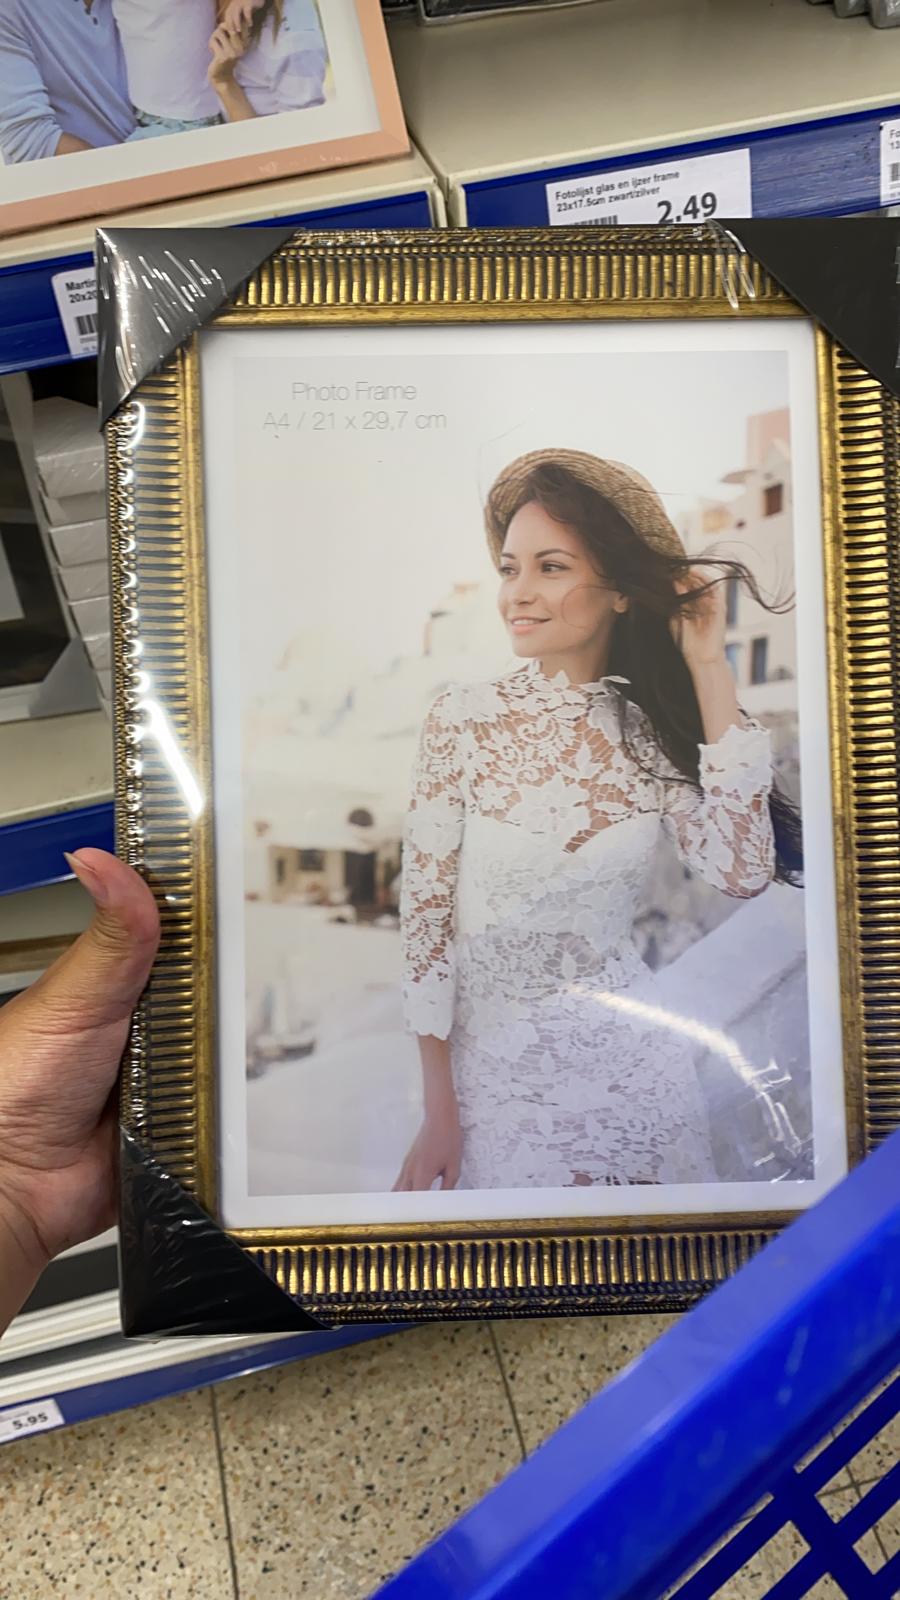 Fotolijst glas en ijzer frame
23x17.5cm zwart/zilver
2.49
Photo Frame
A4 / 21 x 29,7 cm
5.95